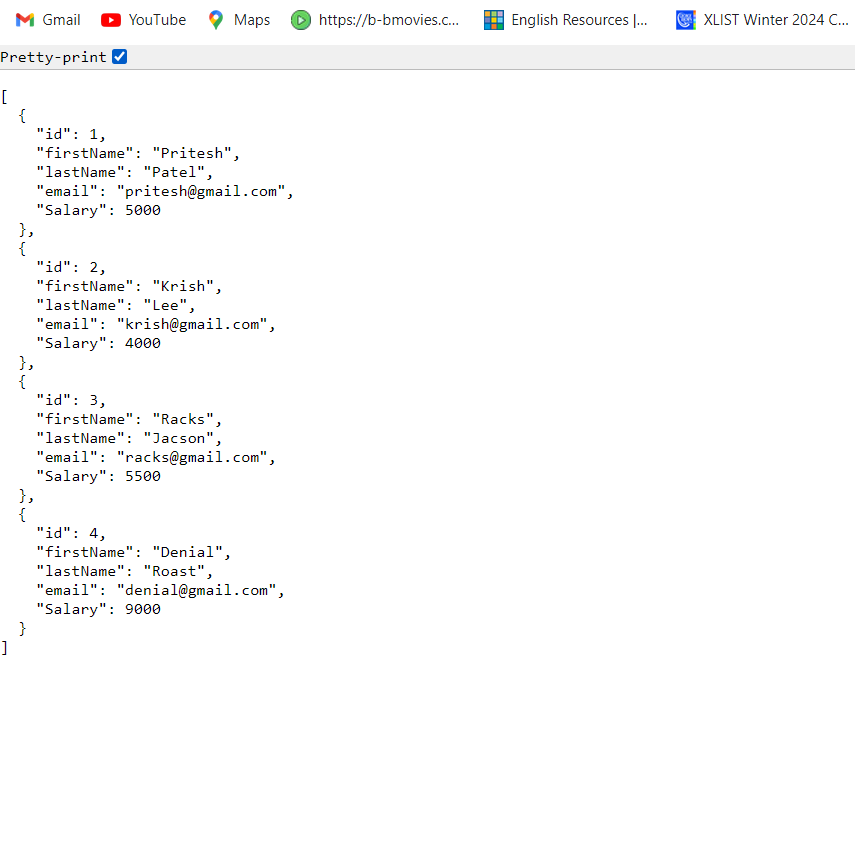 Gmail YouTube Maps https://b-bmovies.c... English Resources |... XLIST Winter 2024 C...
Pretty-print
[
  {
    "id": 1,
    "firstName": "Pritesh",
    "lastName": "Patel",
    "email": "pritesh@gmail.com",
    "Salary": 5000
  },
  {
    "id": 2,
    "firstName": "Krish",
    "lastName": "Lee",
    "email": "krish@gmail.com",
    "Salary": 4000
  },
  {
    "id": 3,
    "firstName": "Racks",
    "lastName": "Jacson",
    "email": "racks@gmail.com",
    "Salary": 5500
  },
  {
    "id": 4,
    "firstName": "Denial",
    "lastName": "Roast",
    "email": "denial@gmail.com",
    "Salary": 9000
  }
]